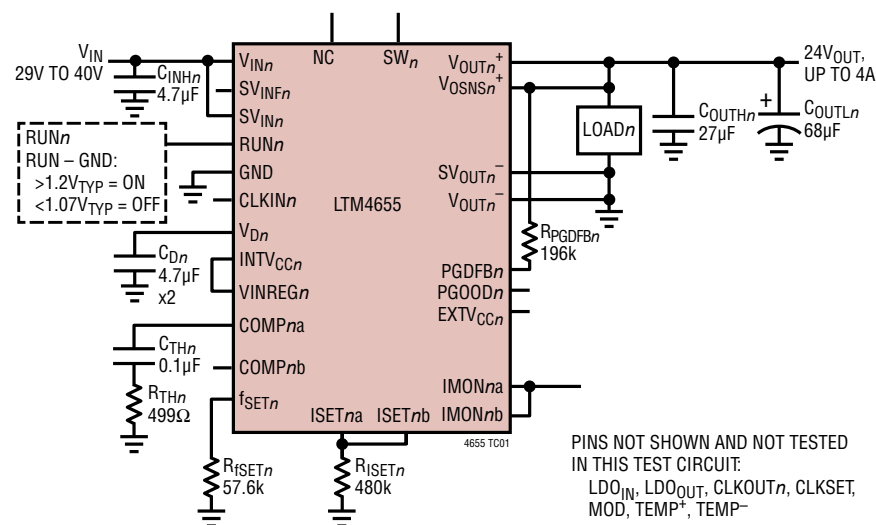 NC
SWn
VIN
29V TO 40V
CINHn
4.7µF
VINn
SVINFn
SVINn
RUNn
GND
CLKINn
VDn
INTVCCn
VINREGn
COMPna
COMPnb
fSETn
ISETna
ISETnb
LTM4655
VOUTn+
VOSNSn+
SVOUTn−
VOUTn−
PGDFBn
PGOODn
EXTVCCn
IMONna
IMONnb
RUNn
RUN – GND:
>1.2VTYP = ON
<1.07VTYP = OFF
CDn
4.7µF
x2
CTHn
0.1µF
RTHn
499Ω
RfSETn
57.6k
RISETn
480k
24VOUT,
UP TO 4A
LOADn
COUTHn
27µF
+
COUTLn
68µF
RPGDFBn
196k
4655 TC01
PINS NOT SHOWN AND NOT TESTED
IN THIS TEST CIRCUIT:
LDOIN, LDOOUT, CLKOUTn, CLKSET,
MOD, TEMP+, TEMP−